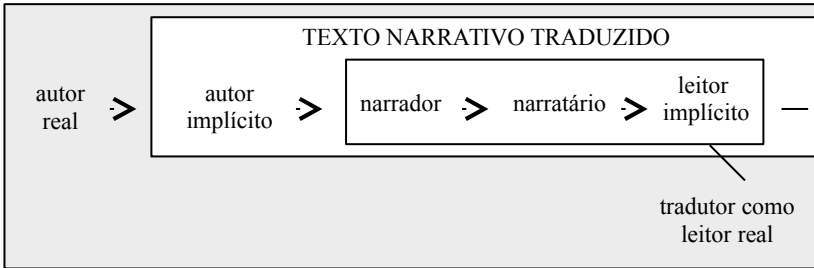 TEXTO NARRATIVO TRADUZIDO
autor
real
autor
implícito
narrador
narratário
leitor
implícito
tradutor como
leitor real